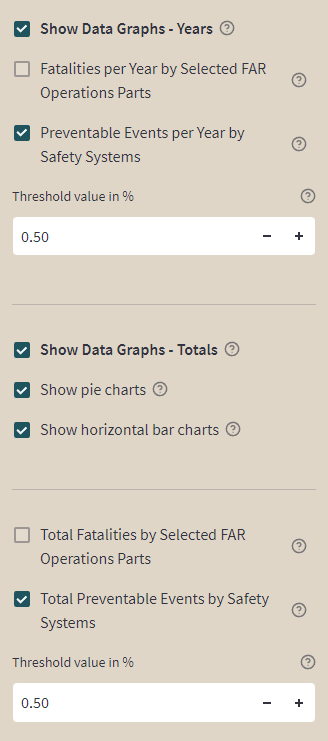 Show Data Graphs - Years
Fatalities per Year by Selected FAR
Operations Parts
Preventable Events per Year by
Safety Systems
Threshold value in %
0.50
Show Data Graphs - Totals
Show pie charts
Show horizontal bar charts
Total Fatalities by Selected FAR
Operations Parts
Total Preventable Events by Safety
Systems
Threshold value in %
0.50